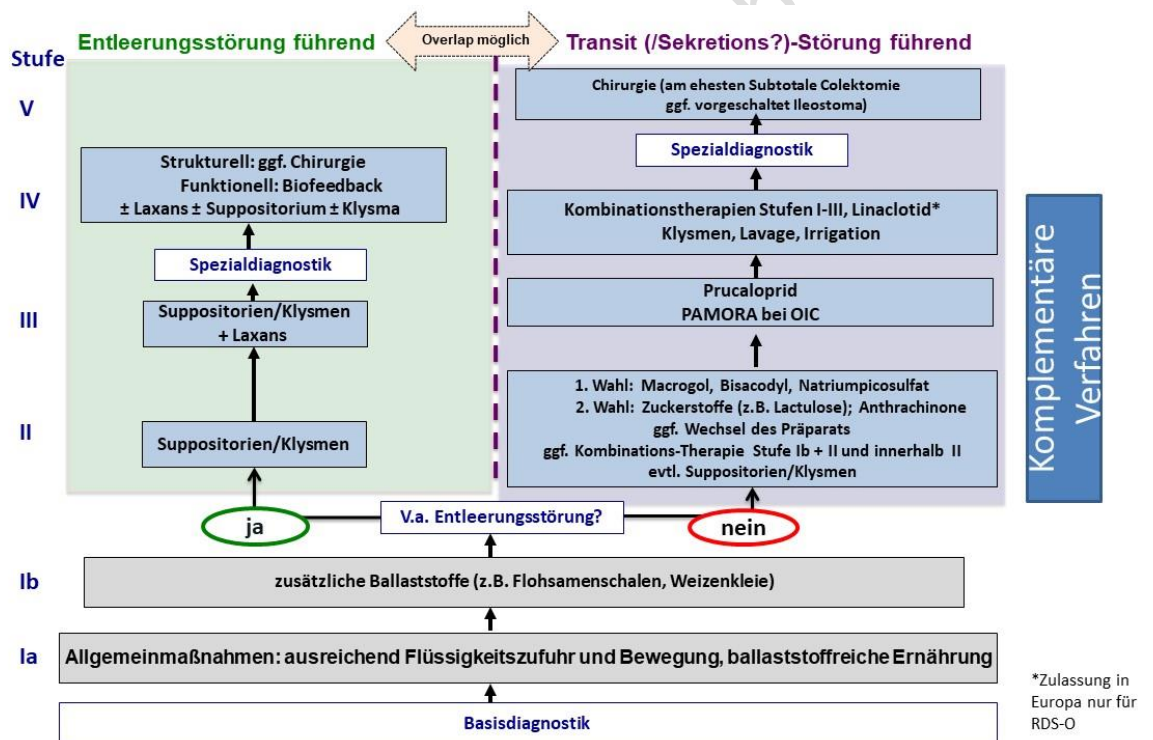 Entleerungsstörung führend
Overlap möglich
Transit (/Sekretions?)-Störung führend
Stufe
V
Chirurgie (am ehesten Subtotale Colektomie
ggf. vorgeschaltet Ileostoma)
Spezialdiagnostik
IV
Strukturell: ggf. Chirurgie
Funktionell: Biofeedback
± Laxans ± Suppositorium ± Klysma
Kombinationstherapien Stufen I-III, Linaclotid*
Klysmen, Lavage, Irrigation
Spezialdiagnostik
III
Suppositorien/Klysmen
+ Laxans
Prucaloprid
PAMORA bei OIC
II
Suppositorien/Klysmen
1. Wahl: Macrogol, Bisacodyl, Natriumpicosulfat
2. Wahl: Zuckerstoffe (z.B. Lactulose); Anthrachinone
ggf. Wechsel des Präparats
ggf. Kombinations-Therapie Stufe Ib + II und innerhalb II
evtl. Suppositorien/Klysmen
Komplementäre
Verfahren
ja
V.a. Entleerungsstörung?
nein
Ib
zusätzliche Ballaststoffe (z.B. Flohsamenschalen, Weizenkleie)
Ia
Allgemeinmaßnahmen: ausreichend Flüssigkeitszufuhr und Bewegung, ballaststoffreiche Ernährung
Basisdiagnostik
*Zulassung in
Europa nur für
RDS-O